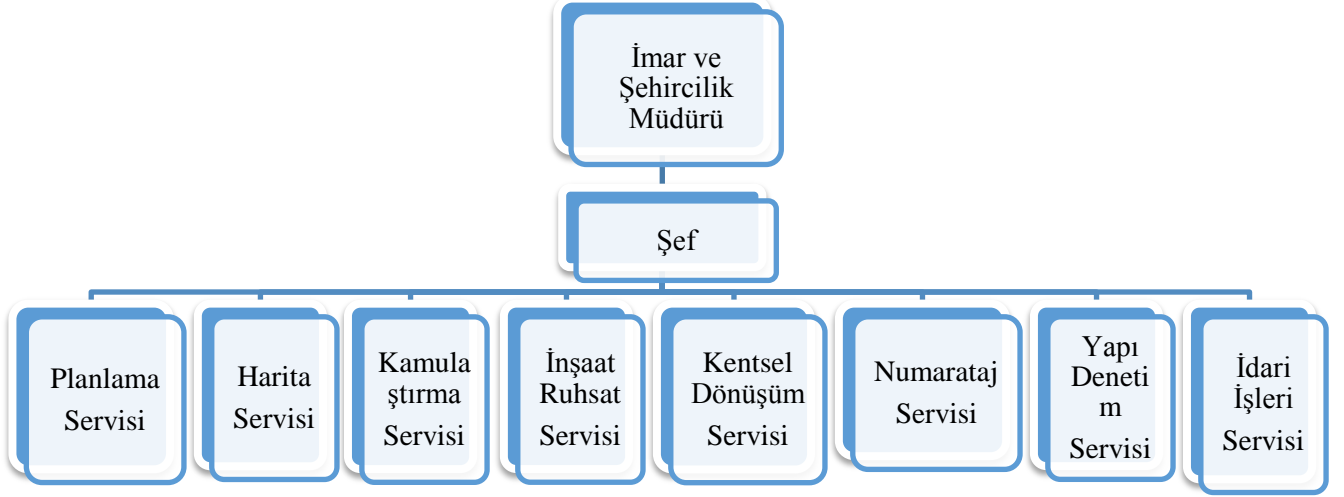 İmar ve
Şehircilik
Müdürü
Şef
Planlama
Servisi
Harita
Servisi
Kamula
ştırma
Servisi
İnşaat
Ruhsat
Servisi
Kentsel
Dönüşüm
Servisi
Numarataj
Servisi
Yapı
Deneti
m
Servisi
İdari
İşleri
Servisi